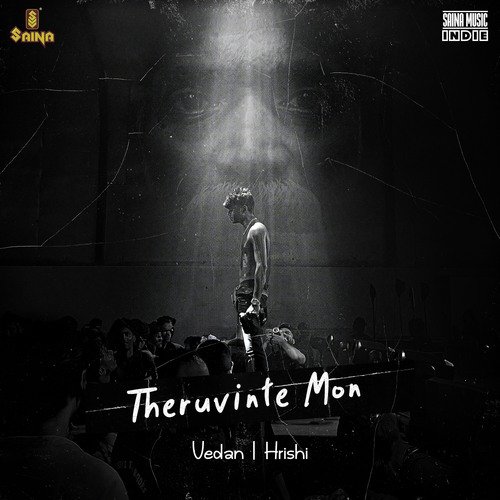 SAINA
SAINA MUSIC
INDIE
Theruvinte Mon
Vedan | Hrishi